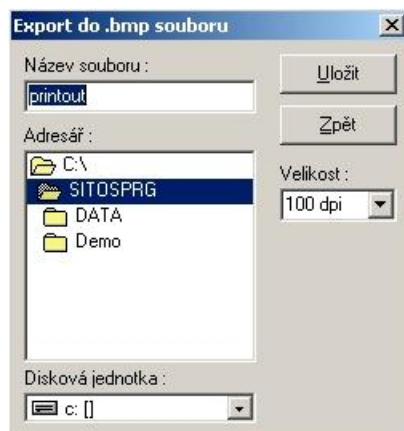 Export do .bmp souboru
Název souboru :
printout
Uložit
Zpět
Adresář :
C:\
SITOSPRG
DATA
Demo
Velikost :
100 dpi
Disková jednotka :
c: []